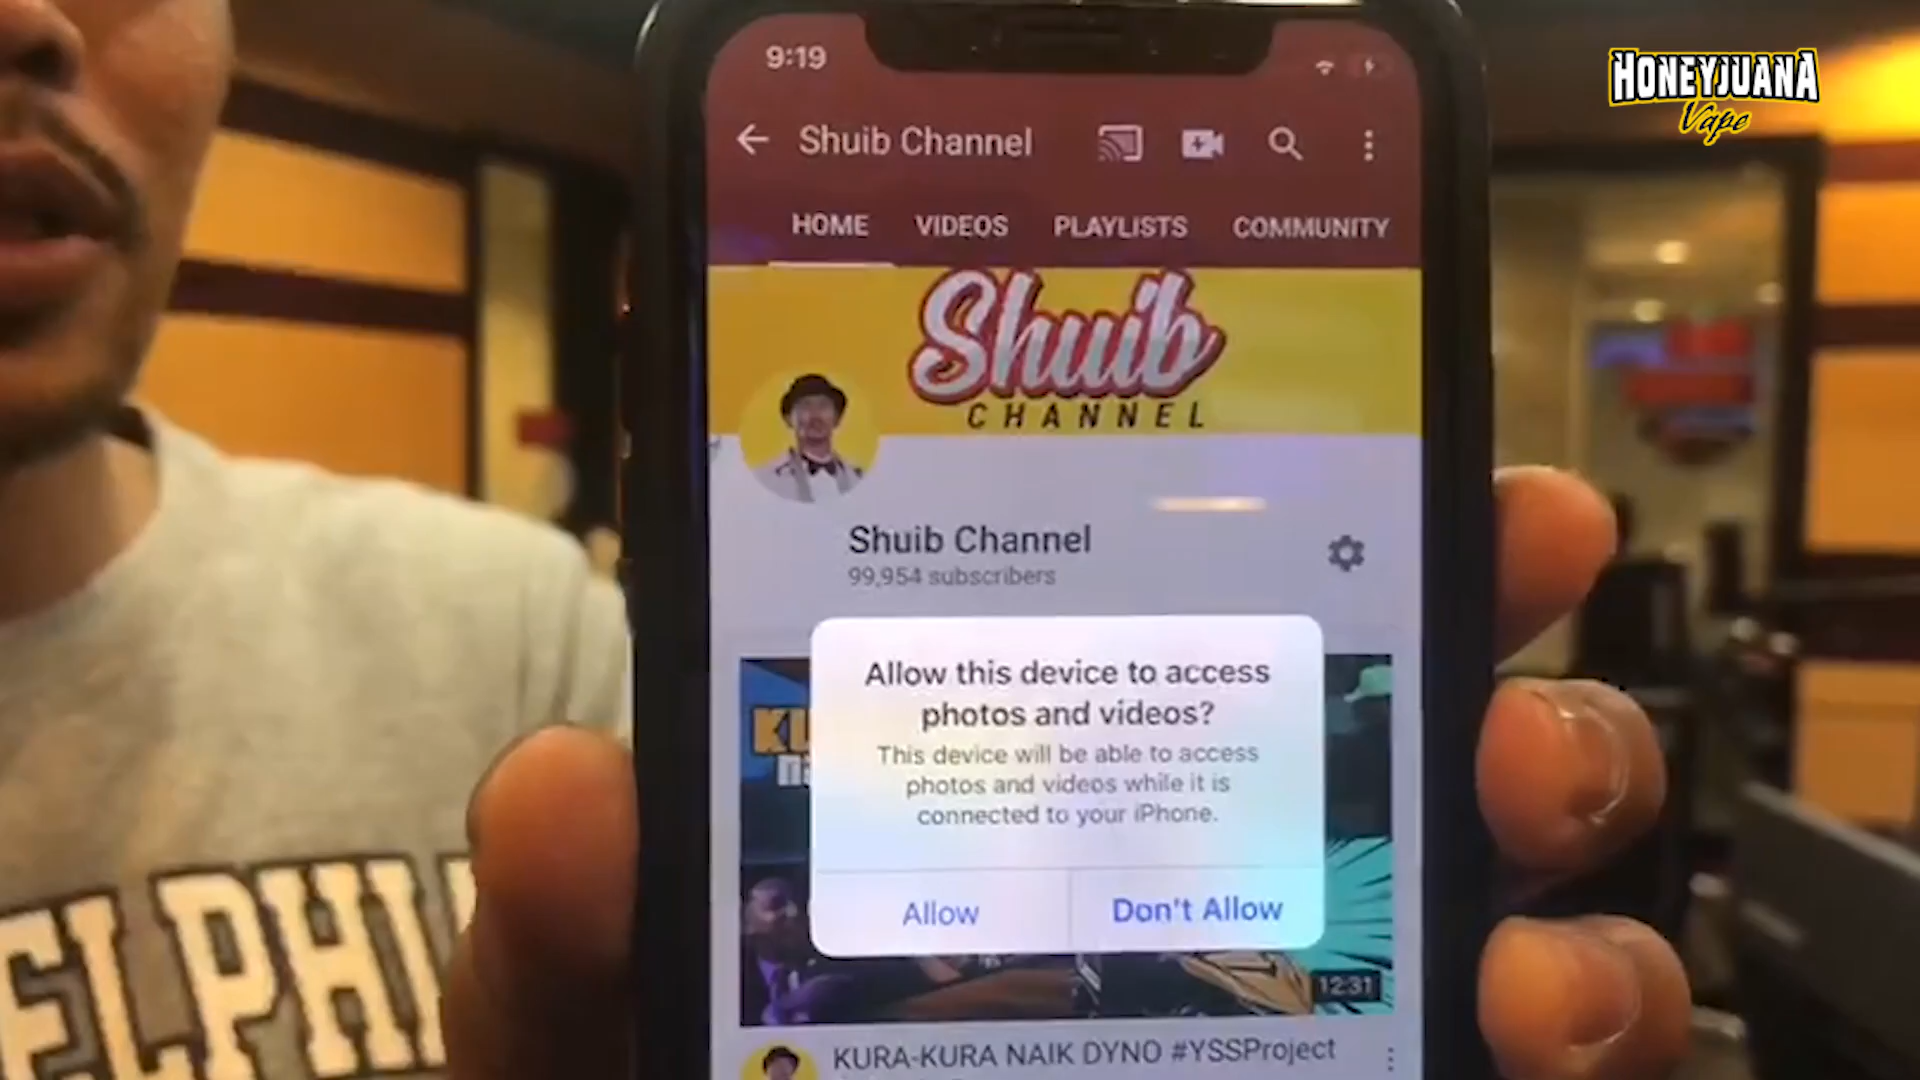 HONEYJUANA
Vape
9:19
Shuib Channel
HOME VIDEOS PLAYLISTS COMMUNITY
Shuib
CHANNEL
Shuib Channel
99,954 subscribers
Allow this device to access
photos and videos?
This device will be able to access
photos and videos while it is
connected to your iPhone.
Allow Don't Allow
12:31
KURA-KURA NAIK DYNO #YSSProject
ELPHI